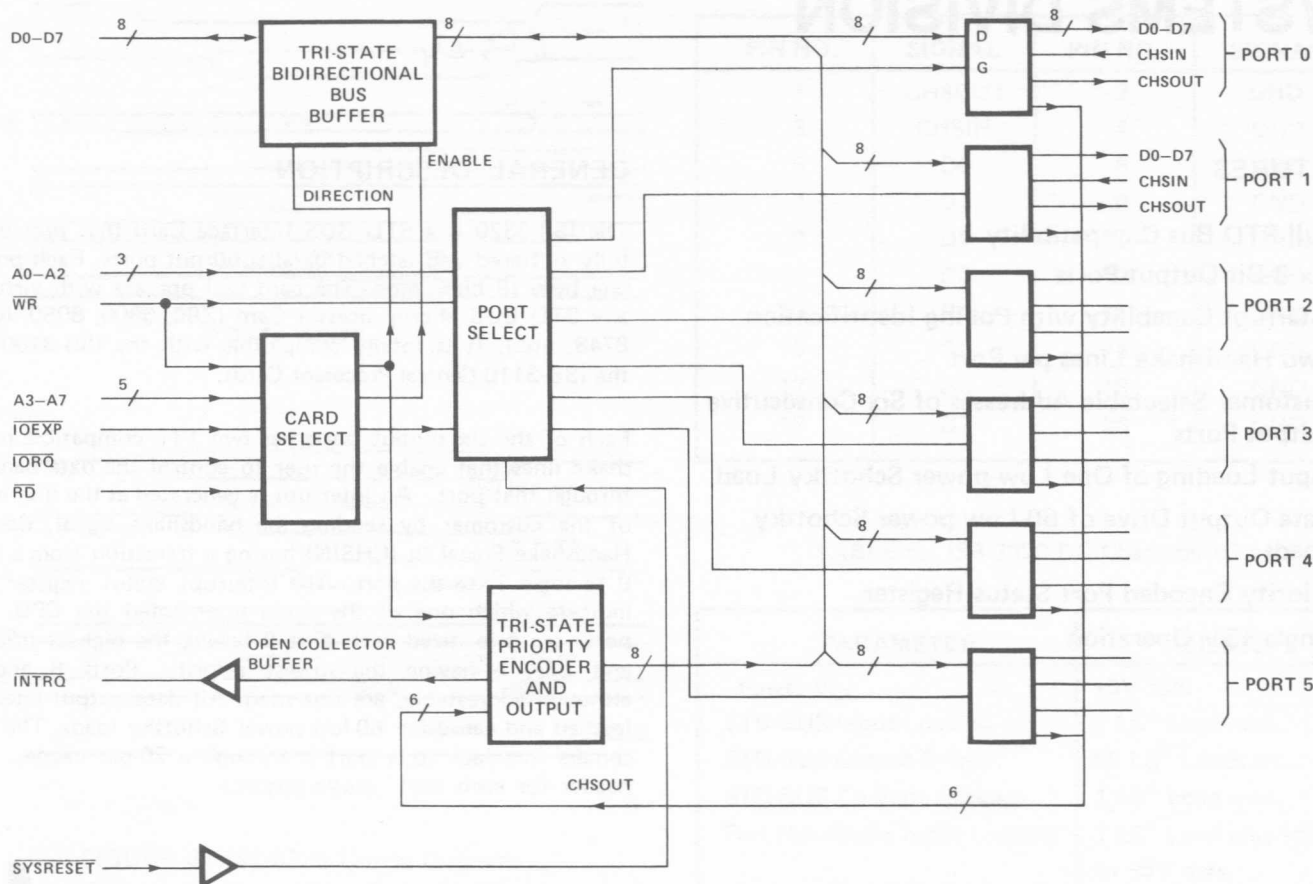 D0–D7
8
TRI-STATE
BIDIRECTIONAL
BUS
BUFFER
8
ENABLE
DIRECTION
A0–A2
3
WR
A3–A7
5
IOEXP
IORQ
RD
CARD
SELECT
PORT
SELECT
OPEN COLLECTOR
BUFFER
INTRQ
TRI-STATE
PRIORITY
ENCODER
AND
OUTPUT
8
6
CHSOUT
6
SYSRESET
8
D
G
8
D0–D7
CHSIN
CHSOUT
PORT 0
8
D0–D7
CHSIN
CHSOUT
PORT 1
8
PORT 2
8
PORT 3
8
PORT 4
8
PORT 5